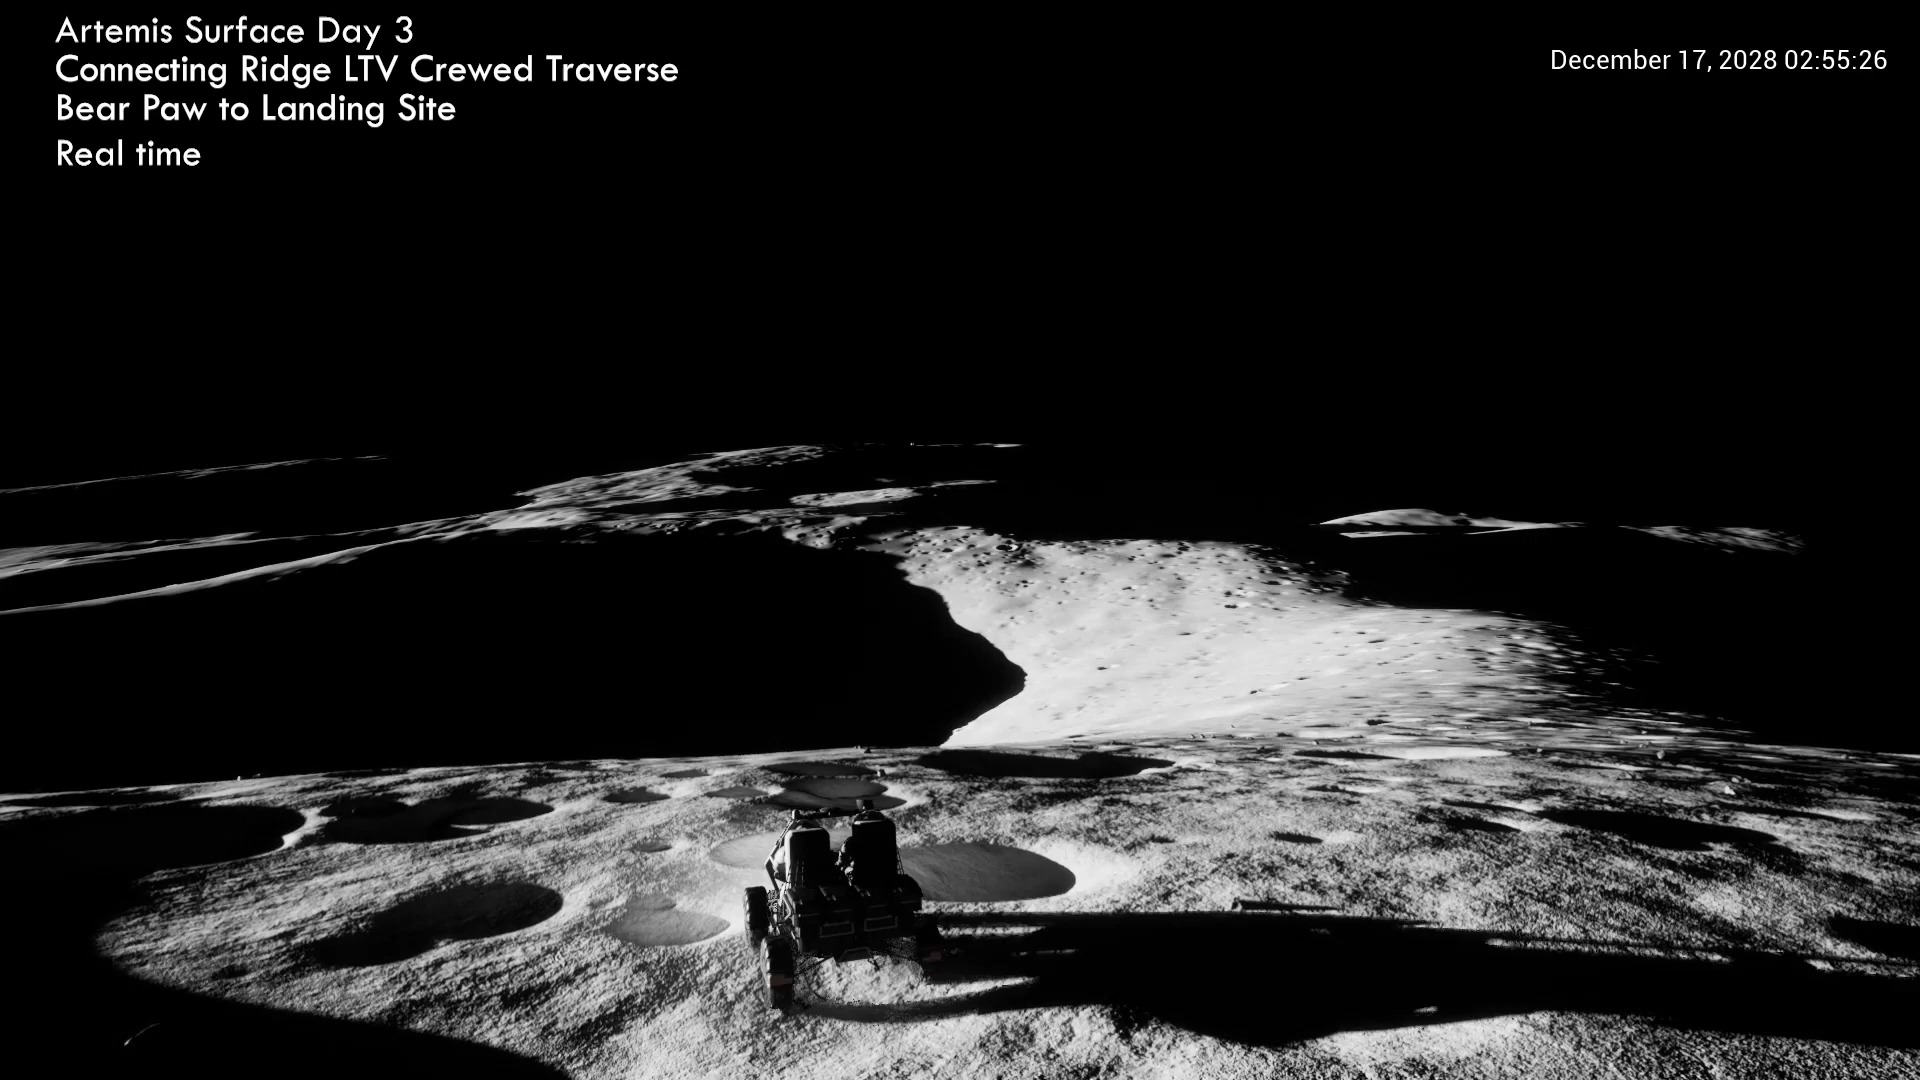 Artemis Surface Day 3
Connecting Ridge LTV Crewed Traverse
Bear Paw to Landing Site
Real time
December 17, 2028 02:55:26